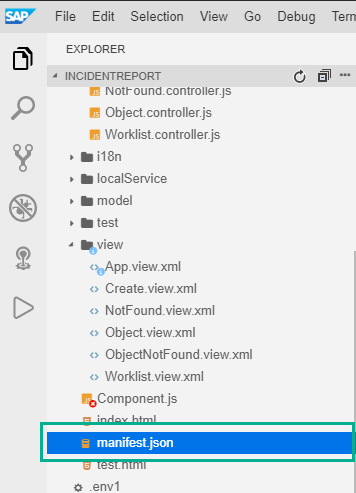 SAP File Edit Selection View Go Debug Term
EXPLORER
INCIDENTREPORT
NotFound.controller.js
JS Object.controller.js
JS Worklist.controller.js
i18n
localService
model
test
view
App.view.xml
Create.view.xml
NotFound.view.xml
Object.view.xml
ObjectNotFound.view.xml
Worklist.view.xml
Component.js
index.html
manifest.json
test.html
.env1